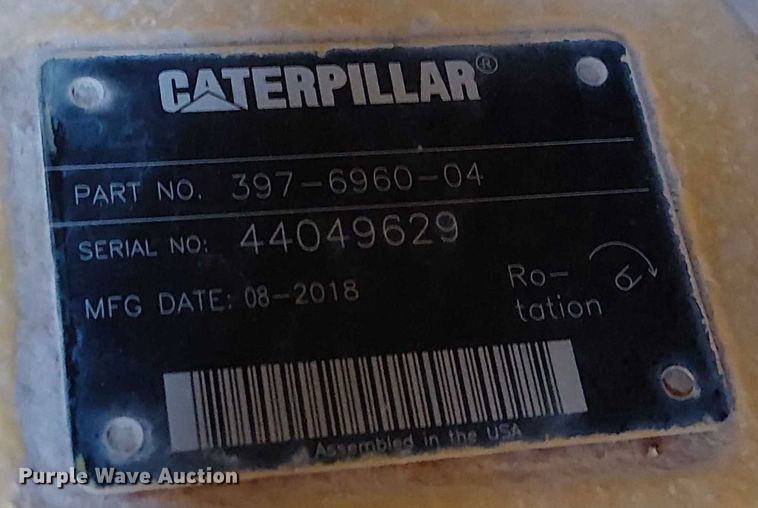 CATERPILLAR®
PART NO. 397-6960-04
SERIAL NO: 44049629
MFG DATE: 08-2018
Ro-
tation
Assembled in the USA
Purple Wave Auction